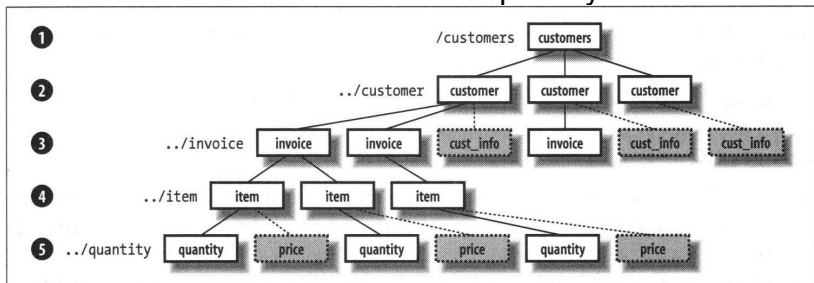 1 /customers customers
2 ../customer customer customer customer
3 ../invoice invoice invoice cust_info invoice cust_info cust_info
4 ../item item item item
5 ../quantity quantity price quantity price quantity price